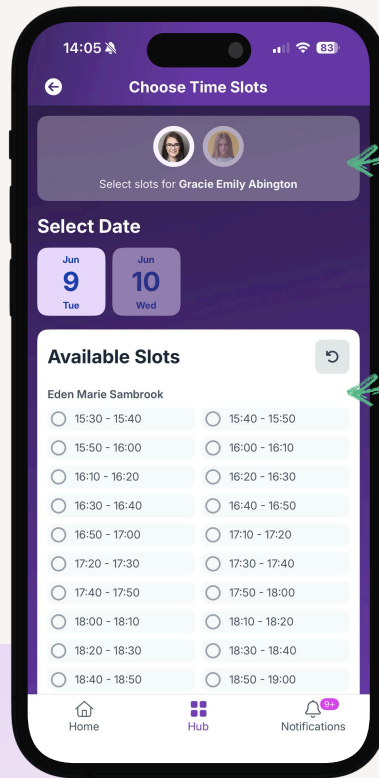 14:05
83
Choose Time Slots
Select slots for Gracie Emily Abington
Select Date
Jun
9
Tue
Jun
10
Wed
Available Slots
Eden Marie Sambrook
15:30 - 15:40
15:40 - 15:50
15:50 - 16:00
16:00 - 16:10
16:10 - 16:20
16:20 - 16:30
16:30 - 16:40
16:40 - 16:50
16:50 - 17:00
17:10 - 17:20
17:20 - 17:30
17:30 - 17:40
17:40 - 17:50
17:50 - 18:00
18:00 - 18:10
18:10 - 18:20
18:20 - 18:30
18:30 - 18:40
18:40 - 18:50
18:50 - 19:00
Home
Hub
9+
Notifications